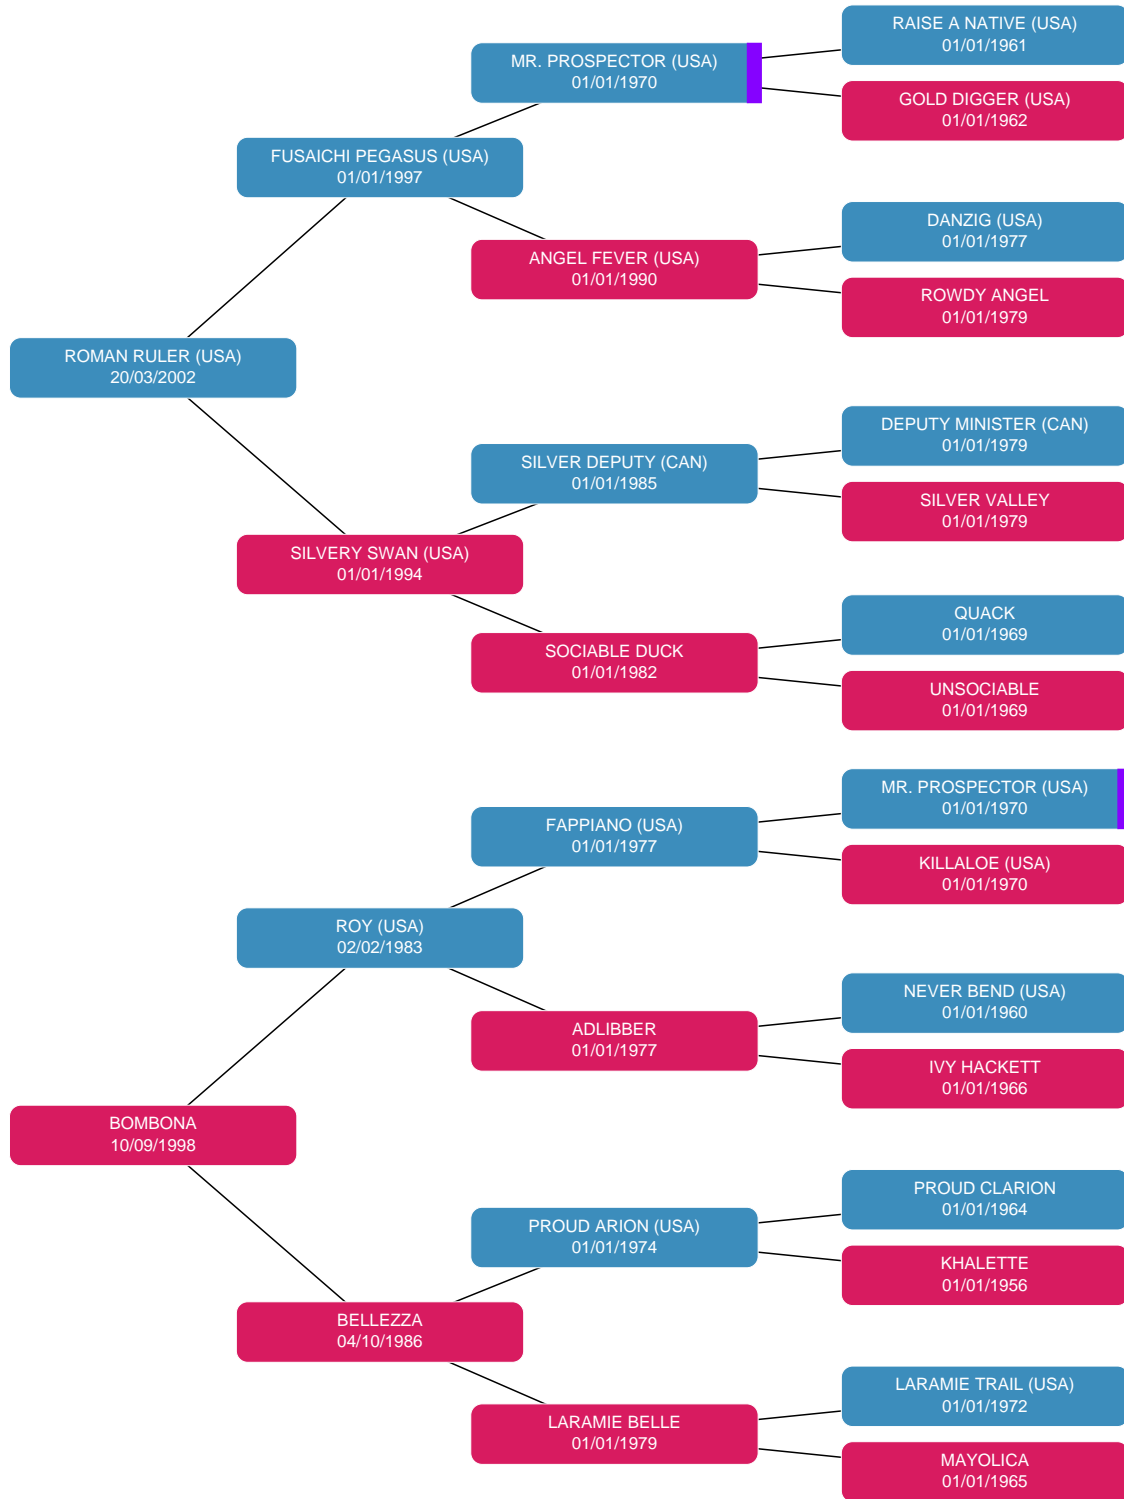 RAISE A NATIVE (USA)
01/01/1961
MR. PROSPECTOR (USA)
01/01/1970
GOLD DIGGER (USA)
01/01/1962
FUSAICHI PEGASUS (USA)
01/01/1997
DANZIG (USA)
01/01/1977
ANGEL FEVER (USA)
01/01/1990
ROWDY ANGEL
01/01/1979
ROMAN RULER (USA)
20/03/2002
DEPUTY MINISTER (CAN)
01/01/1979
SILVER DEPUTY (CAN)
01/01/1985
SILVER VALLEY
01/01/1979
SILVERY SWAN (USA)
01/01/1994
QUACK
01/01/1969
SOCIABLE DUCK
01/01/1982
UNSOCIABLE
01/01/1969
MR. PROSPECTOR (USA)
01/01/1970
FAPPIANO (USA)
01/01/1977
KILLALOE (USA)
01/01/1970
ROY (USA)
02/02/1983
NEVER BEND (USA)
01/01/1960
ADLIBBER
01/01/1977
IVY HACKETT
01/01/1966
BOMBONA
10/09/1998
PROUD CLARION
01/01/1964
PROUD ARION (USA)
01/01/1974
KHALETTE
01/01/1956
BELLEZZA
04/10/1986
LARAMIE TRAIL (USA)
01/01/1972
LARAMIE BELLE
01/01/1979
MAYOLICA
01/01/1965